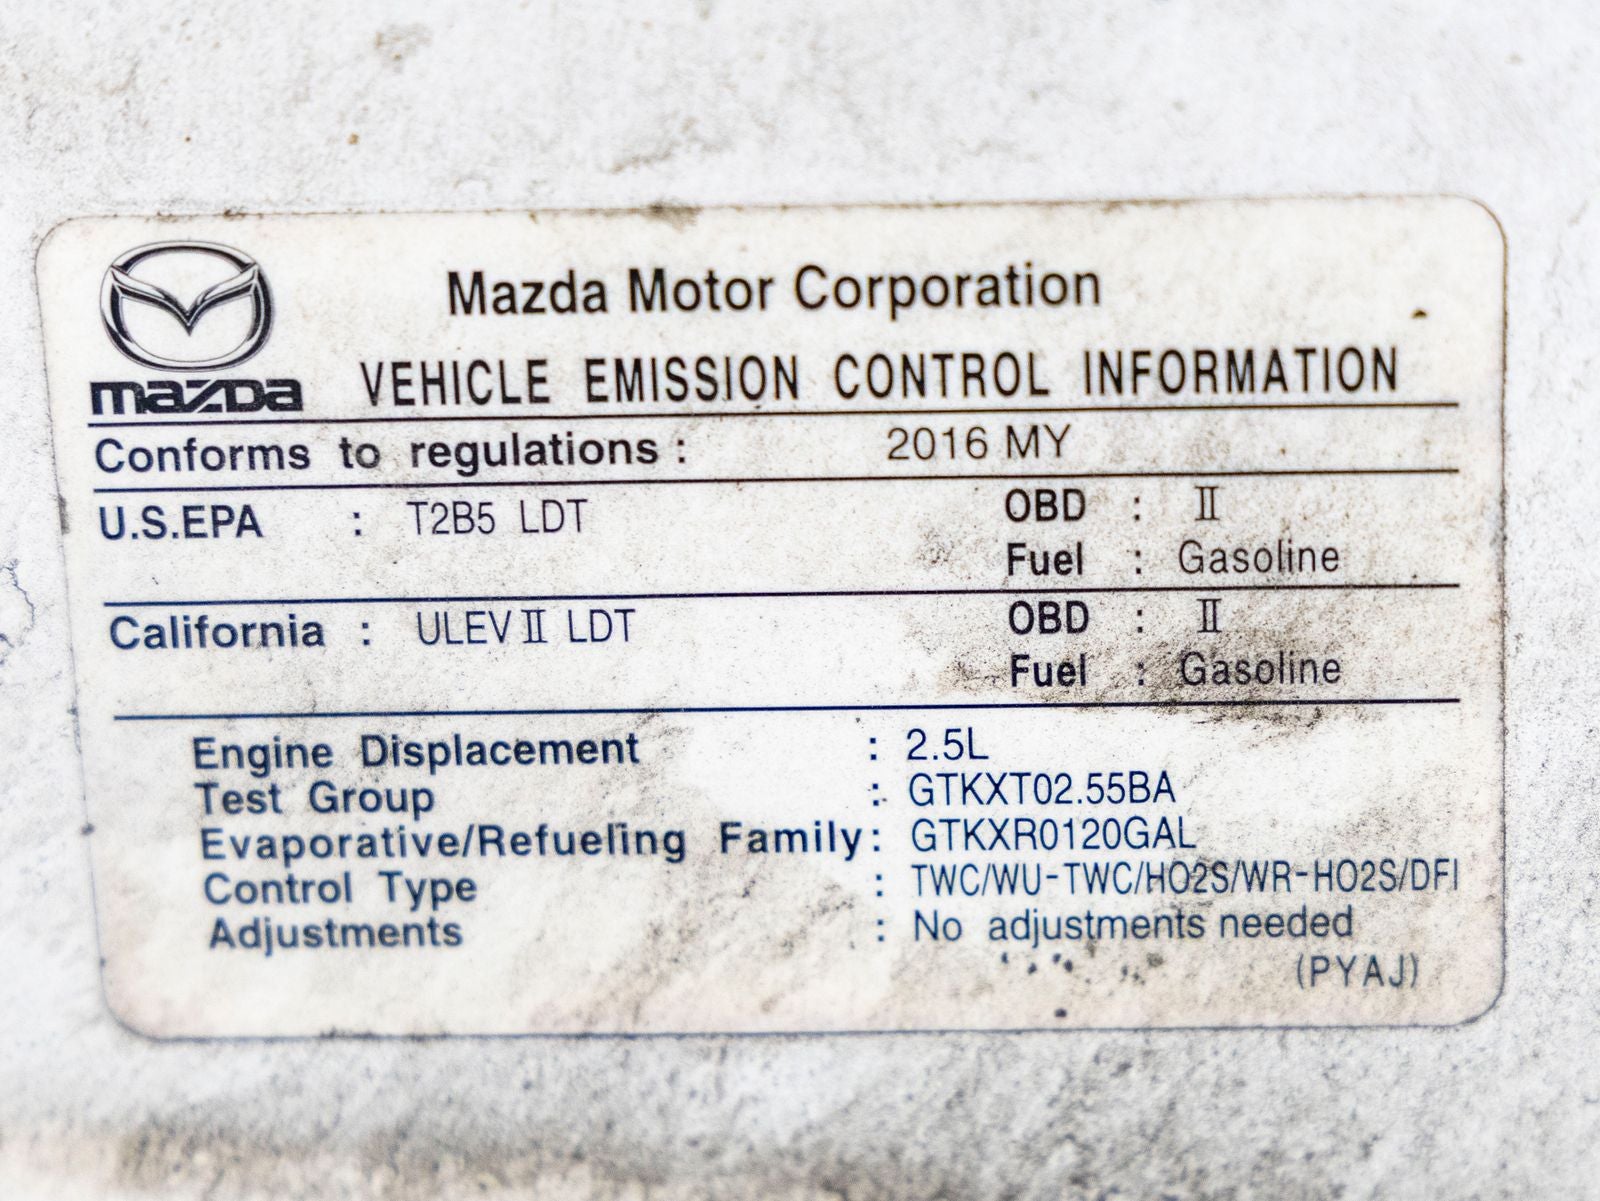 Mazda Motor Corporation
mazda VEHICLE EMISSION CONTROL INFORMATION
Conforms to regulations : 2016 MY
U.S.EPA : T2B5 LDT OBD : II
Fuel : Gasoline
California : ULEV II LDT OBD : II
Fuel : Gasoline
Engine Displacement : 2.5L
Test Group : GTKXT02.55BA
Evaporative/Refueling Family : GTKXR0120GAL
Control Type : TWC/WU-TWC/HO2S/WR-HO2S/DFI
Adjustments : No adjustments needed
(PYAJ)